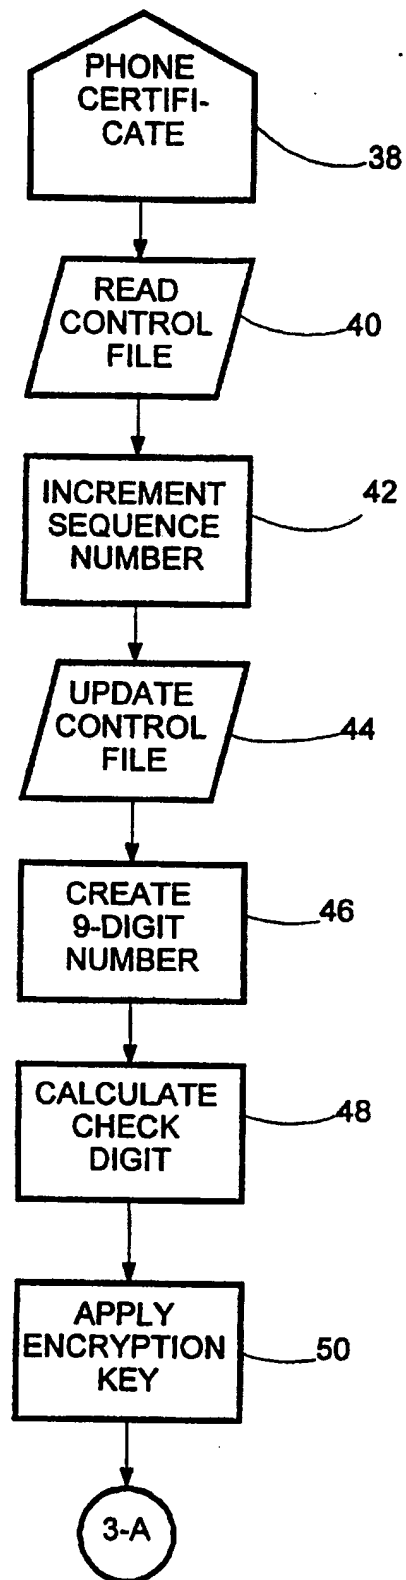 PHONE
CERTIFI-
CATE
38
READ
CONTROL
FILE
40
INCREMENT
SEQUENCE
NUMBER
42
UPDATE
CONTROL
FILE
44
CREATE
9-DIGIT
NUMBER
46
CALCULATE
CHECK
DIGIT
48
APPLY
ENCRYPTION
KEY
50
3-A